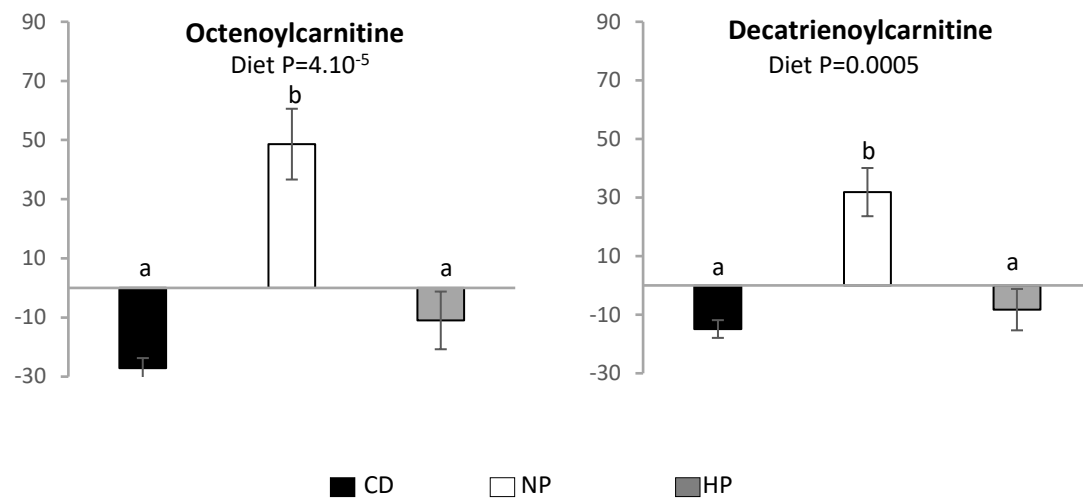 Octenoylcarnitine
Diet P=4.10⁻⁵
90
70
50
30
10
-10
-30
a
b
a
Decatrienoylcarnitine
Diet P=0.0005
90
70
50
30
10
-10
-30
a
b
a
CD NP HP